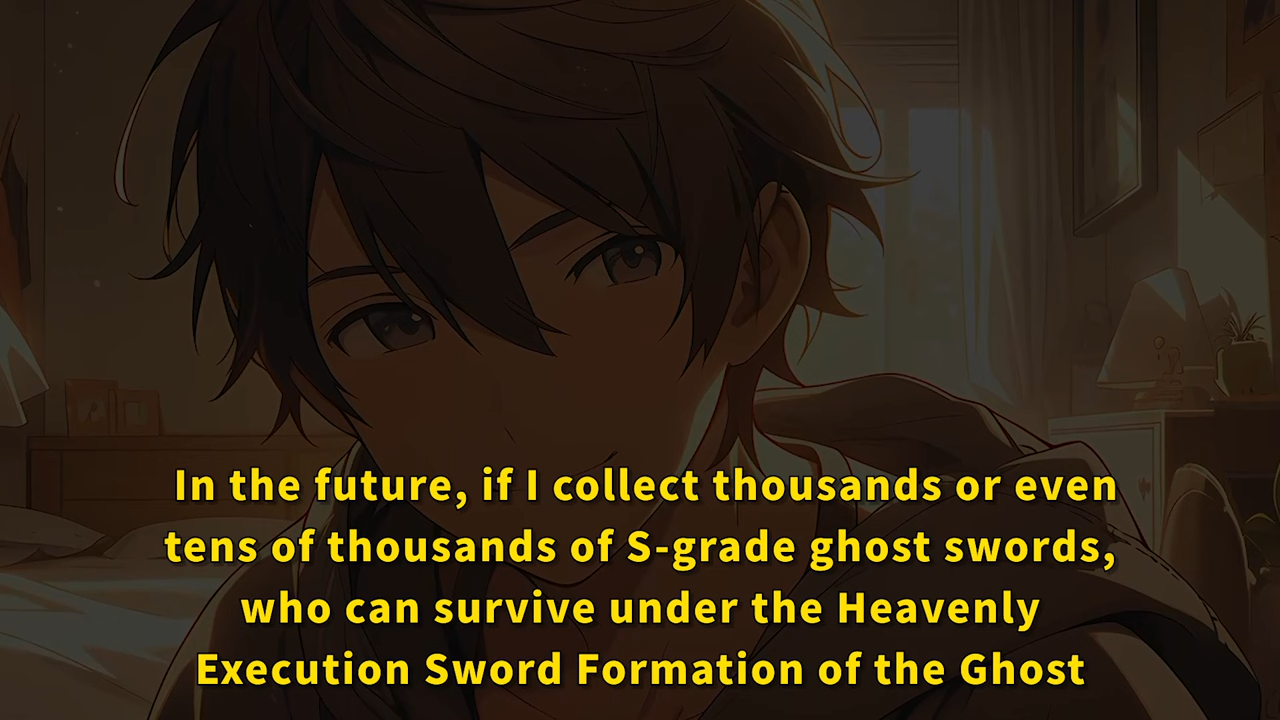 In the future, if I collect thousands or even
tens of thousands of S-grade ghost swords,
who can survive under the Heavenly
Execution Sword Formation of the Ghost